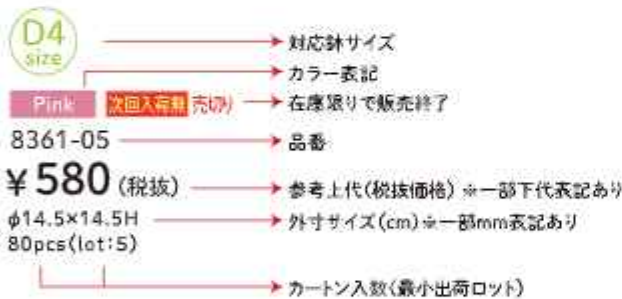 D4
size
対応鉢サイズ
カラー表記
Pink 次回入荷無 売切り 在庫限りで販売終了
8361-05 品番
¥580(税抜) 参考上代(税抜価格) ※一部下代表記あり
φ14.5×14.5H 外寸サイズ(cm)※一部mm表記あり
80pcs(lot:5)
カートン入数(最小出荷ロット)